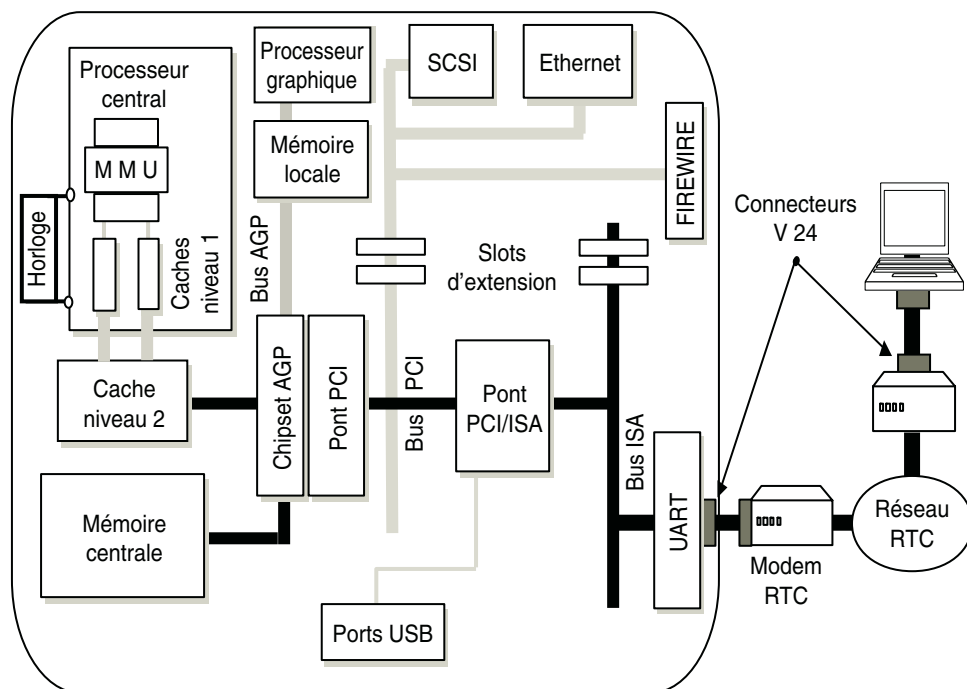 Processeur
central
M M U
Horloge
Caches
niveau 1
Cache
niveau 2
Mémoire
centrale
Processeur
graphique
Mémoire
locale
Bus AGP
Chipset AGP
Pont PCI
SCSI
Ethernet
FIREWIRE
Slots
d'extension
Bus PCI
Pont
PCI/ISA
Ports USB
Bus ISA
UART
Connecteurs
V 24
Modem
RTC
Réseau
RTC